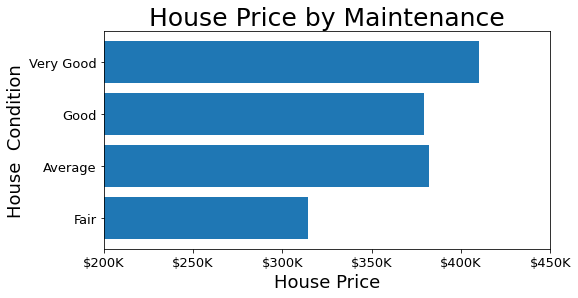 House Price by Maintenance
Very Good
Good
Average
Fair
House  Condition
$200K
$250K
$300K
$350K
$400K
$450K
House Price